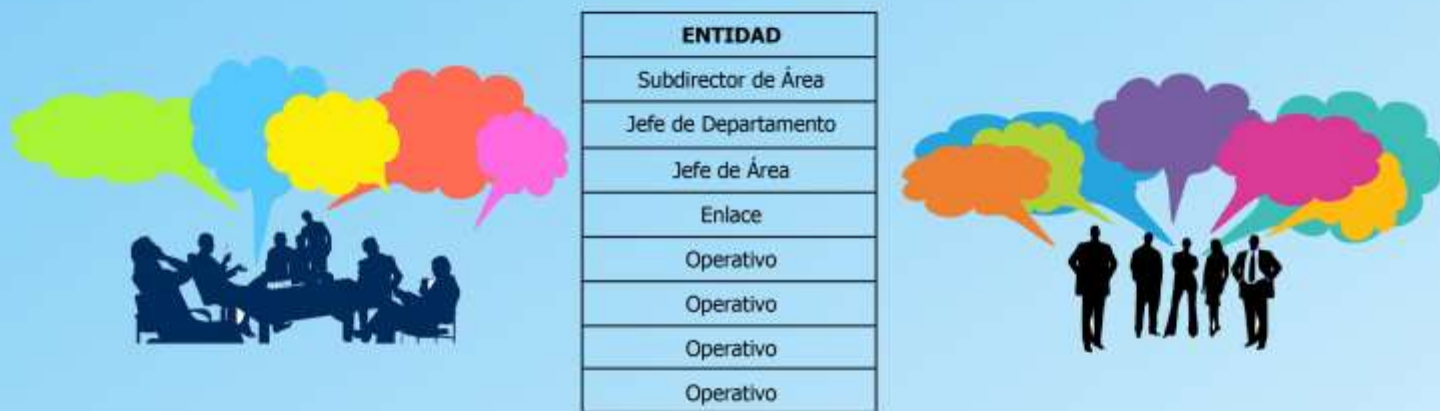 ENTIDAD
Subdirector de Área
Jefe de Departamento
Jefe de Área
Enlace
Operativo
Operativo
Operativo
Operativo